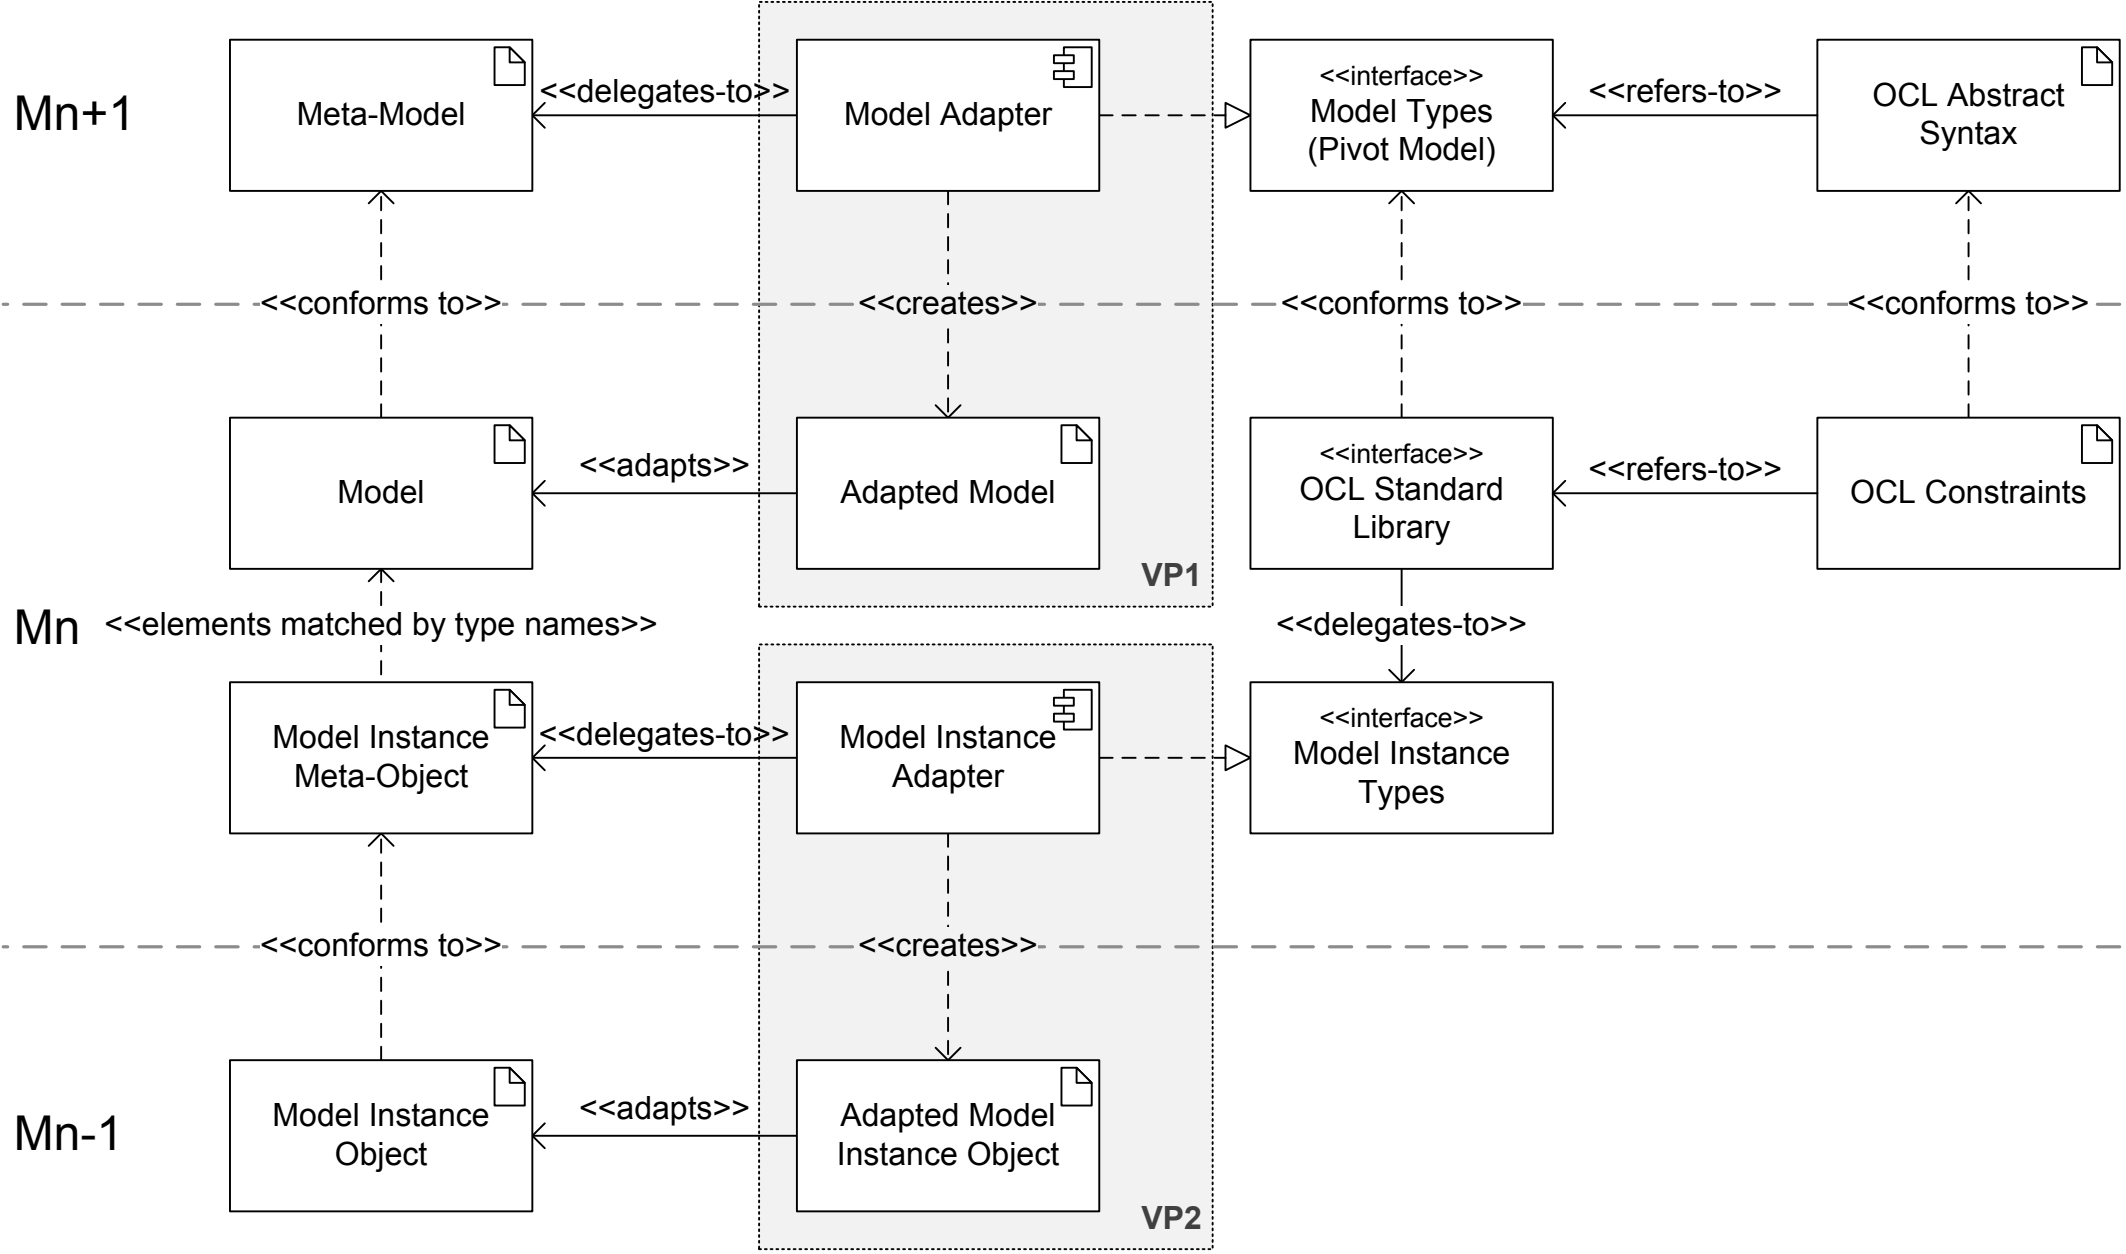 Mn+1
Meta-Model
<<delegates-to>>
Model Adapter
<<interface>>
Model Types
(Pivot Model)
<<refers-to>>
OCL Abstract
Syntax
<<conforms to>>
<<creates>>
<<conforms to>>
<<conforms to>>
Model
<<adapts>>
Adapted Model
<<interface>>
OCL Standard
Library
<<refers-to>>
OCL Constraints
VP1
Mn
<<elements matched by type names>>
<<delegates-to>>
Model Instance
Meta-Object
<<delegates-to>>
Model Instance
Adapter
<<interface>>
Model Instance
Types
<<conforms to>>
<<creates>>
Mn-1
Model Instance
Object
<<adapts>>
Adapted Model
Instance Object
VP2